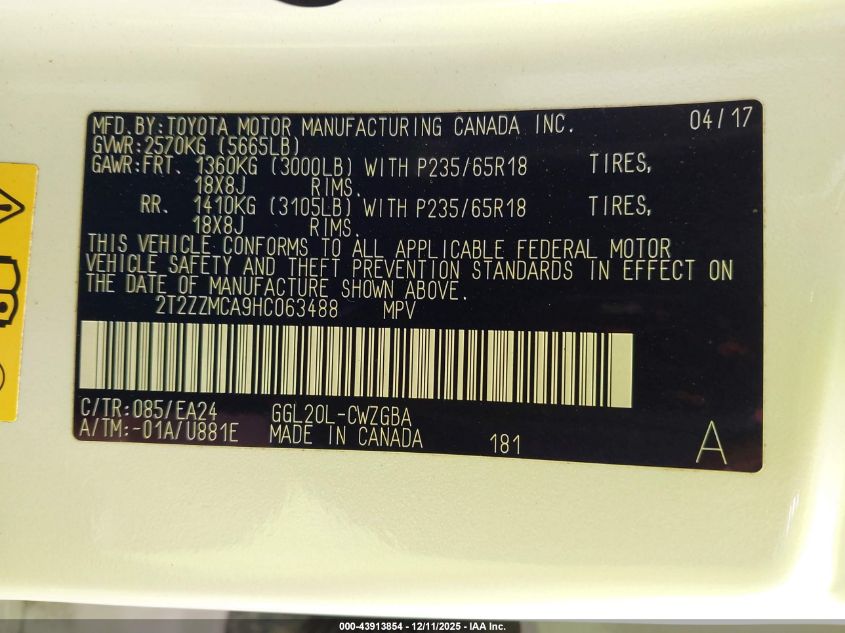 MFD.BY:TOYOTA MOTOR MANUFACTURING CANADA INC. 04/17
GVWR:2570KG (5665LB)
GAWR:FRT. 1360KG (3000LB) WITH P235/65R18 TIRES,
18X8J RIMS.
RR. 1410KG (3105LB) WITH P235/65R18 TIRES,
18X8J RIMS.
THIS VEHICLE CONFORMS TO ALL APPLICABLE FEDERAL MOTOR
VEHICLE SAFETY AND THEFT PREVENTION STANDARDS IN EFFECT ON
THE DATE OF MANUFACTURE SHOWN ABOVE.
2T2ZZMCA9HC063488 MPV
C/TR:085/EA24 GGL20L-CWZGBA
A/TM:-01A/U881E MADE IN CANADA 181 A
000-43913854 - 12/11/2025 - IAA Inc.